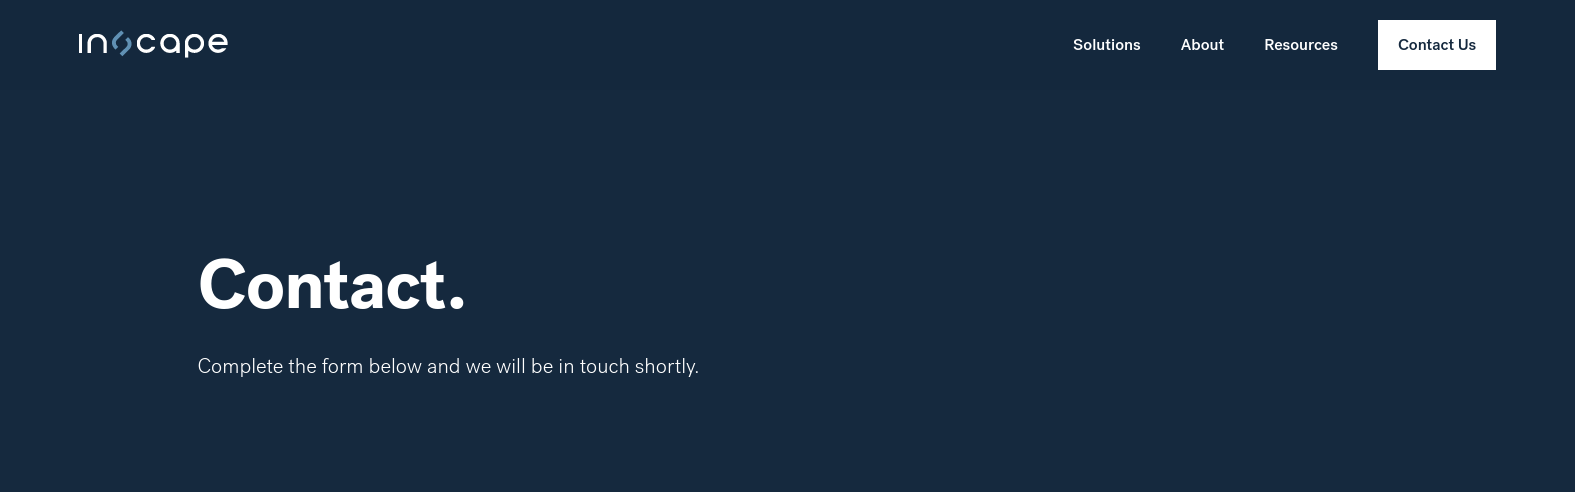 inscape
Solutions
About
Resources
Contact Us
Contact.
Complete the form below and we will be in touch shortly.